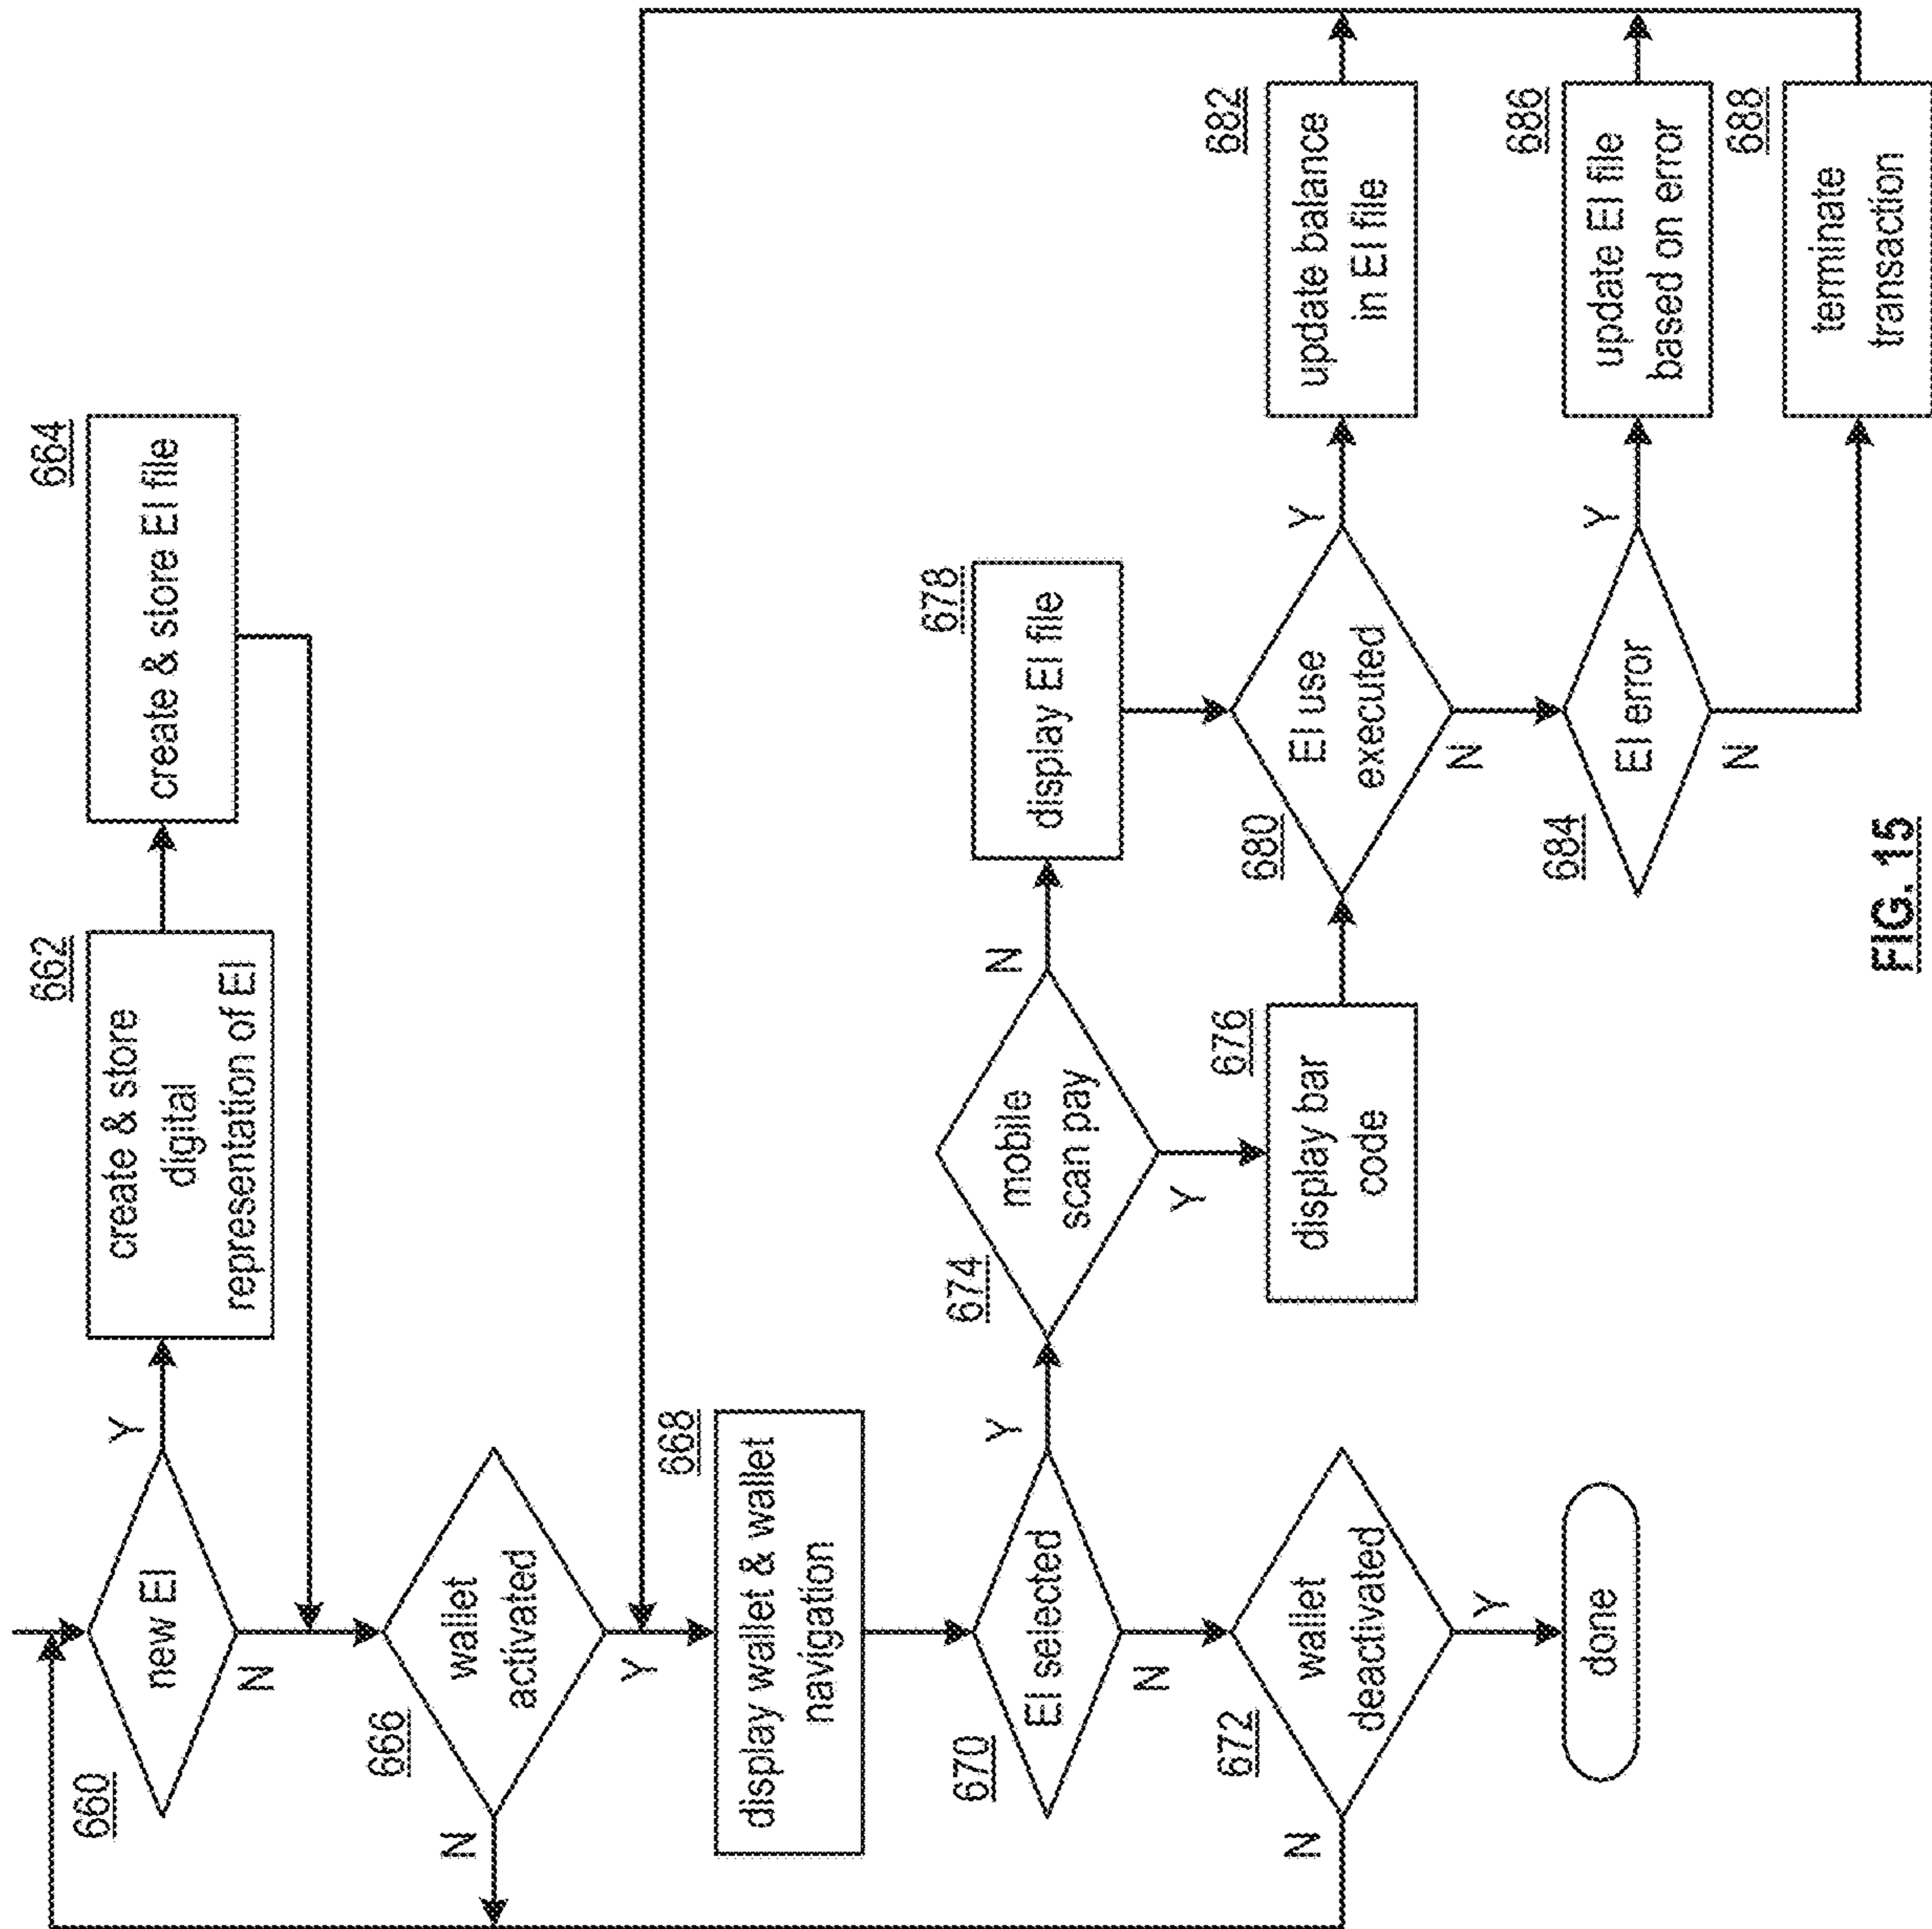 660
new EI
Y
N
662
create & store
digital
representation of EI
664
create & store EI file
666
wallet
activated
N
Y
668
display wallet & wallet
navigation
670
EI selected
Y
N
672
wallet
deactivated
N
Y
done
674
mobile
scan pay
N
Y
676
display bar
code
678
display EI file
680
EI use
executed
Y
N
682
update balance
in EI file
684
EI error
Y
N
686
update EI file
based on error
688
terminate
transaction
FIG. 15